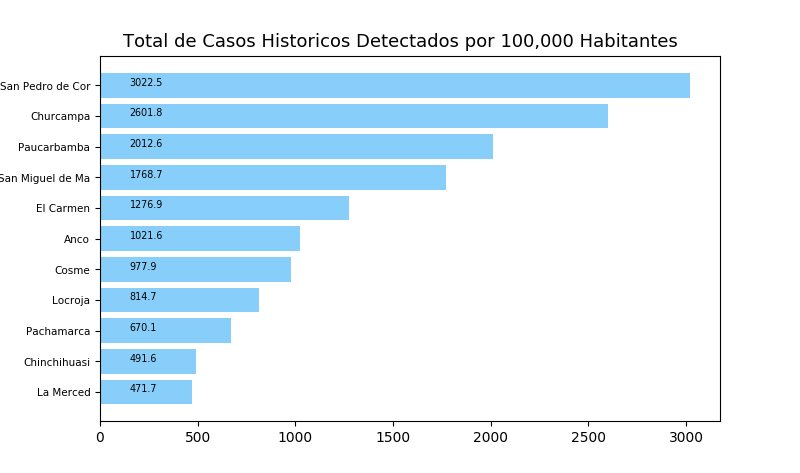 Total de Casos Historicos Detectados por 100,000 Habitantes
San Pedro de Cor 3022.5
Churcampa 2601.8
Paucarbamba 2012.6
San Miguel de Ma 1768.7
El Carmen 1276.9
Anco 1021.6
Cosme 977.9
Locroja 814.7
Pachamarca 670.1
Chinchihuasi 491.6
La Merced 471.7
0 500 1000 1500 2000 2500 3000